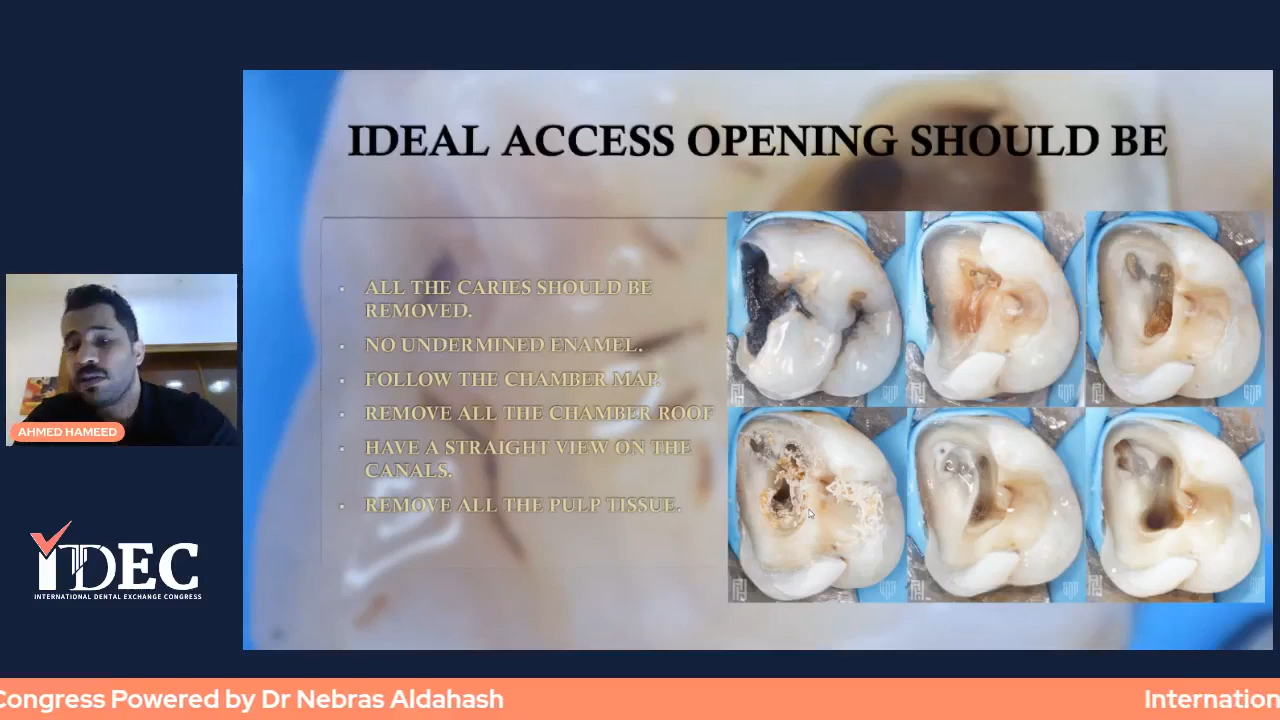 IDEAL ACCESS OPENING SHOULD BE
ALL THE CARIES SHOULD BE
REMOVED.
NO UNDERMINED ENAMEL.
FOLLOW THE CHAMBER MAP.
REMOVE ALL THE CHAMBER ROOF
HAVE A STRAIGHT VIEW ON THE
CANALS.
REMOVE ALL THE PULP TISSUE.
AHMED HAMEED
IDEC
INTERNATIONAL DENTAL EXCHANGE CONGRESS
Congress Powered by Dr Nebras Aldahash
Internation